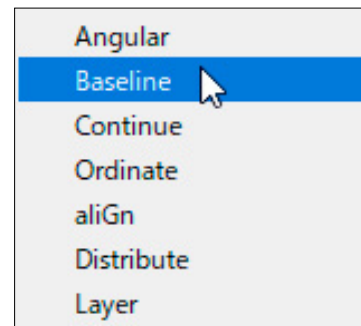 Angular
Baseline
Continue
Ordinate
aliGn
Distribute
Layer